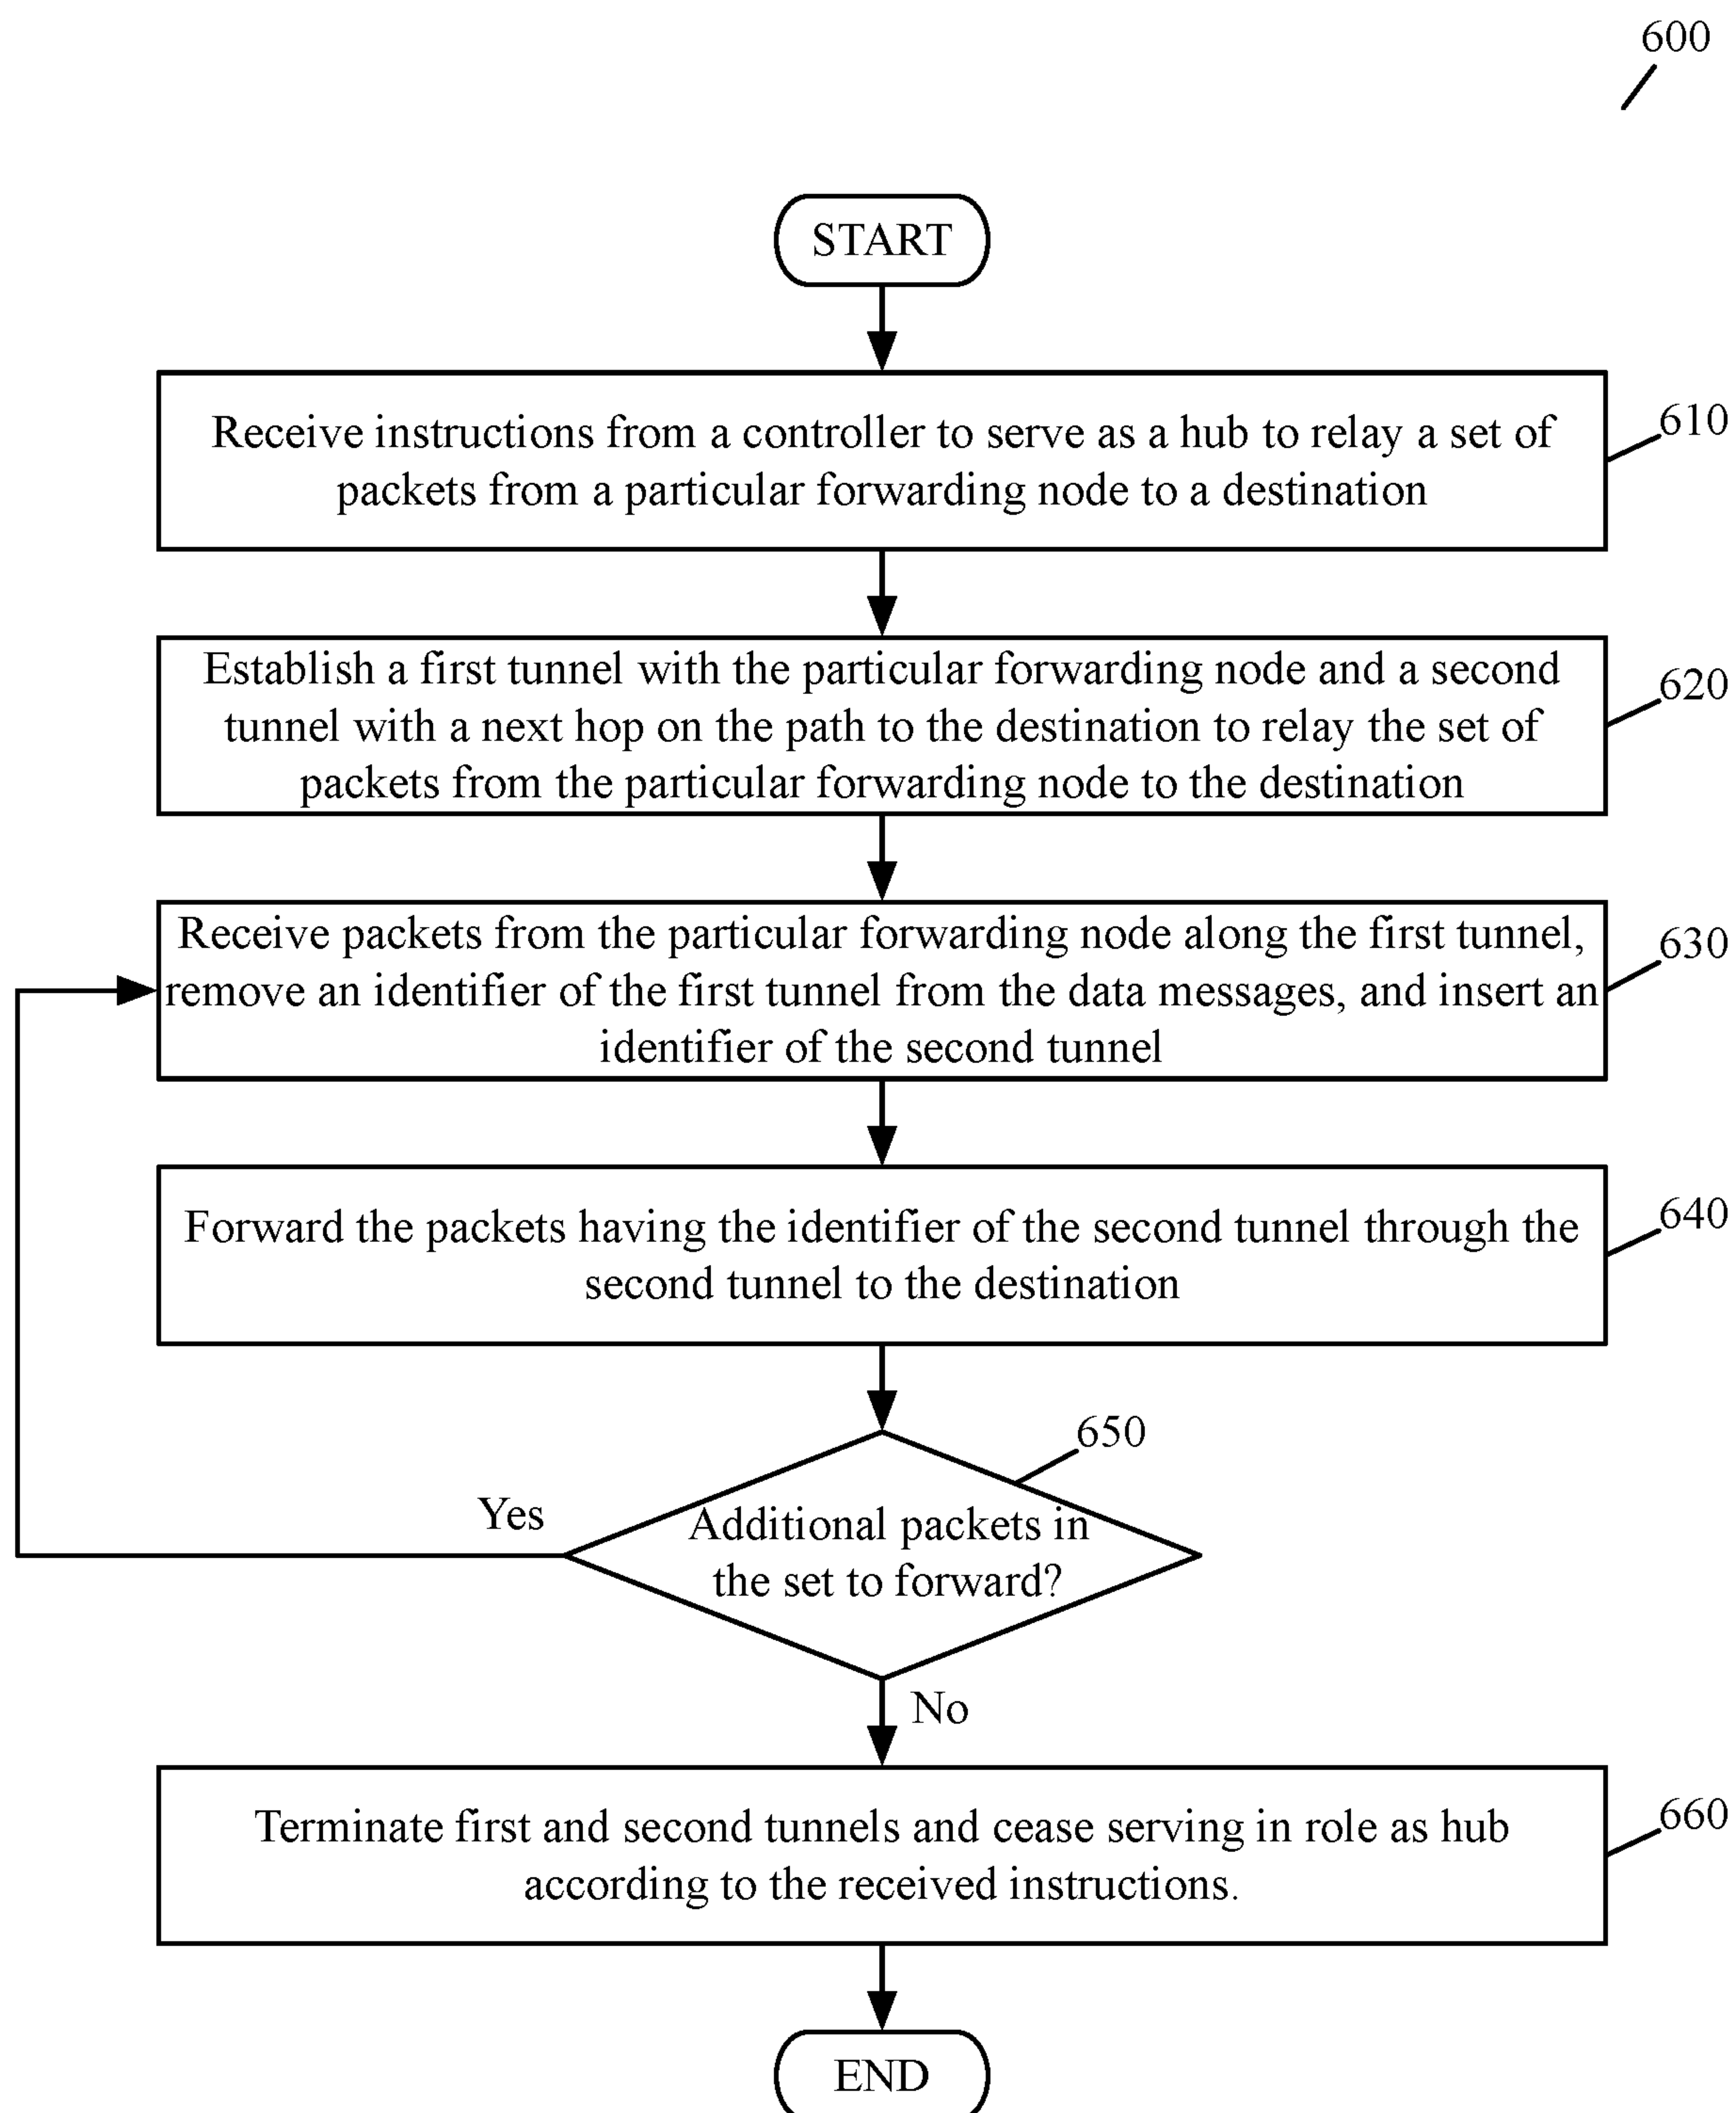 600
START
Receive instructions from a controller to serve as a hub to relay a set of
packets from a particular forwarding node to a destination
610
Establish a first tunnel with the particular forwarding node and a second
tunnel with a next hop on the path to the destination to relay the set of
packets from the particular forwarding node to the destination
620
Receive packets from the particular forwarding node along the first tunnel,
remove an identifier of the first tunnel from the data messages, and insert an
identifier of the second tunnel
630
Forward the packets having the identifier of the second tunnel through the
second tunnel to the destination
640
650
Yes
Additional packets in
the set to forward?
No
Terminate first and second tunnels and cease serving in role as hub
according to the received instructions.
660
END